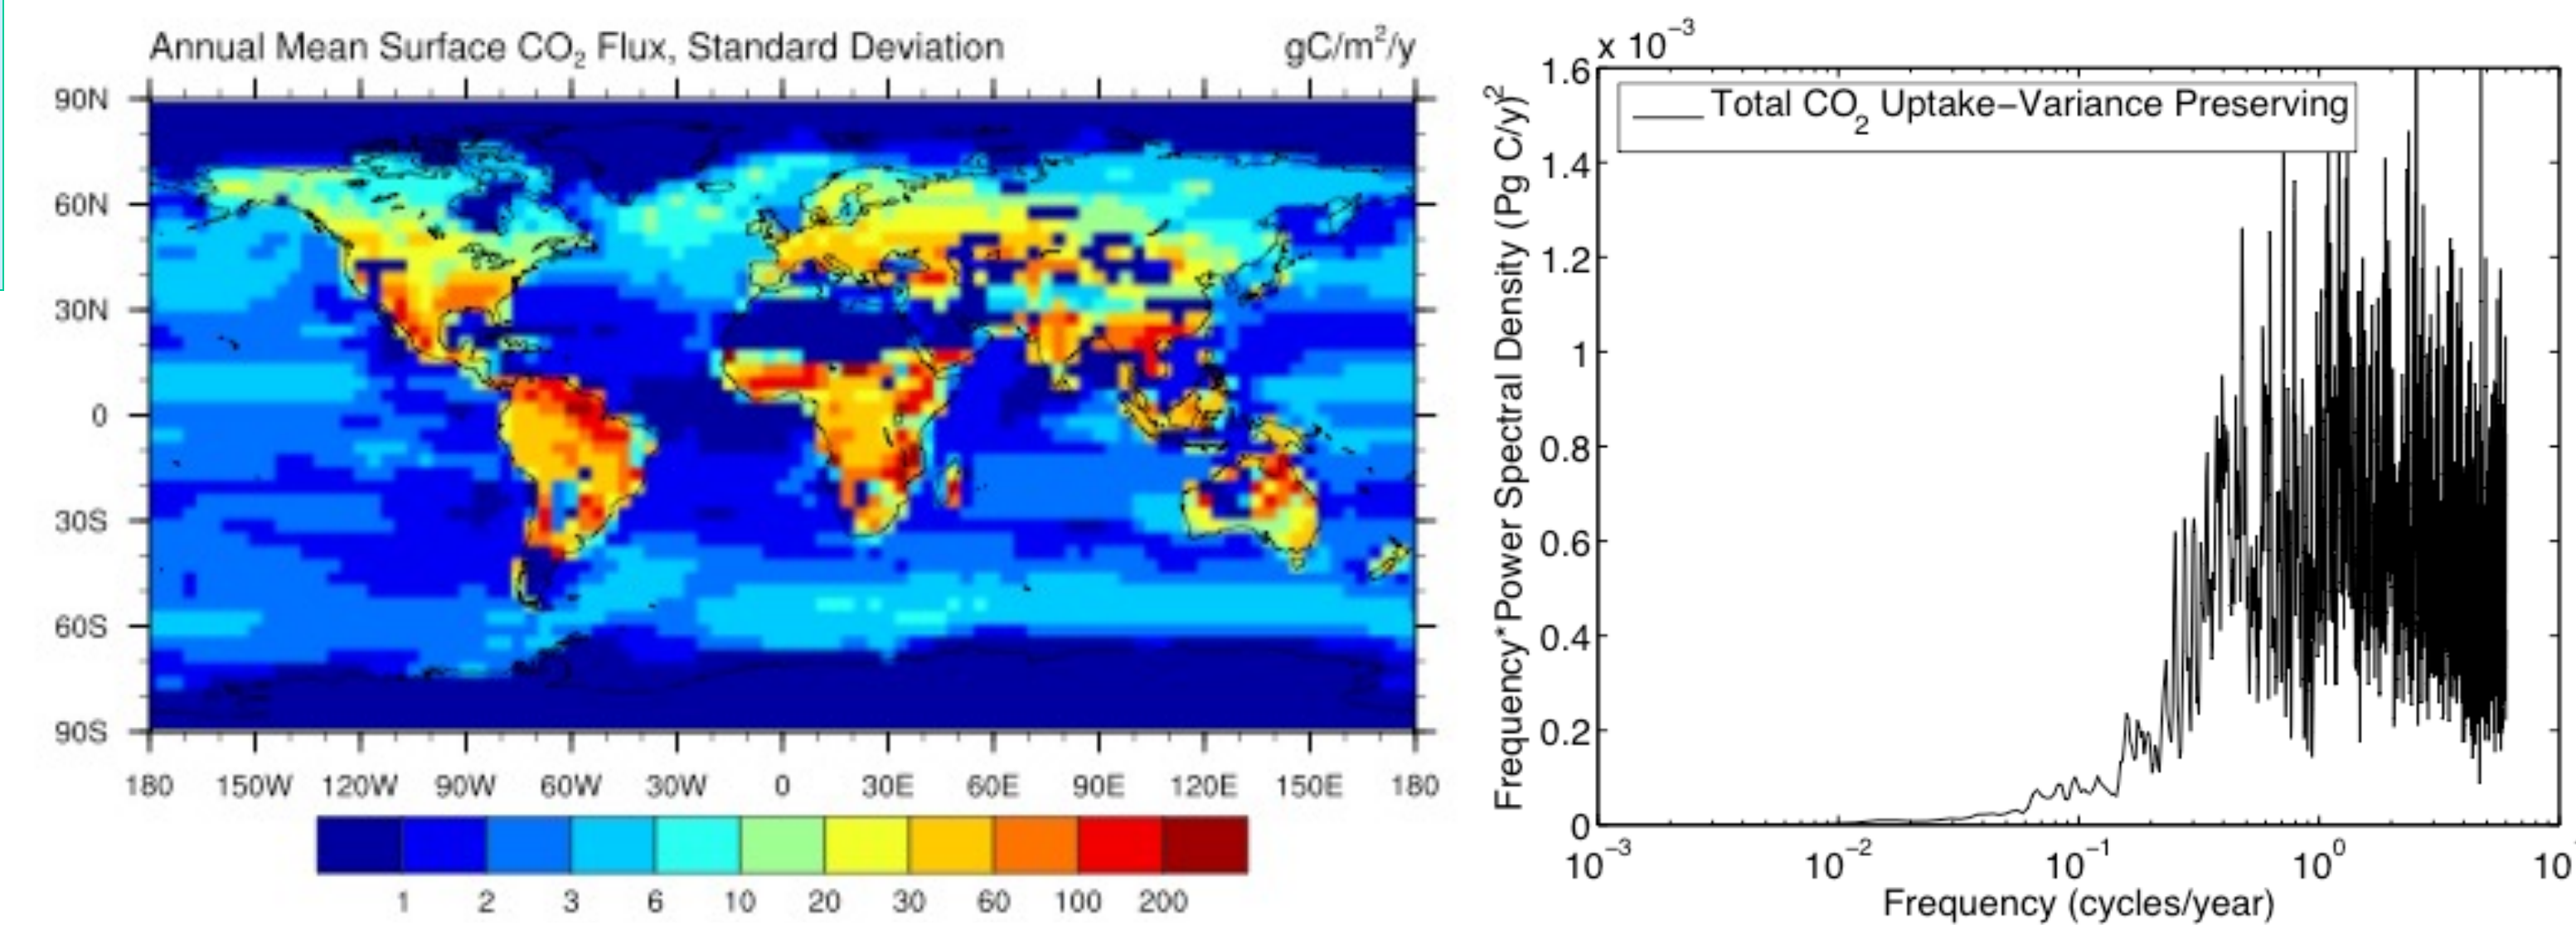 Annual Mean Surface CO₂ Flux, Standard Deviation gC/m²/y
90N
60N
30N
0
30S
60S
90S
180 150W 120W 90W 60W 30W 0 30E 60E 90E 120E 150E 180
1 2 3 6 10 20 30 60 100 200
x 10⁻³
Total CO₂ Uptake–Variance Preserving
Frequency*Power Spectral Density (Pg C/y)²
1.6
1.4
1.2
1
0.8
0.6
0.4
0.2
0
10⁻³ 10⁻² 10⁻¹ 10⁰ 10
Frequency (cycles/year)